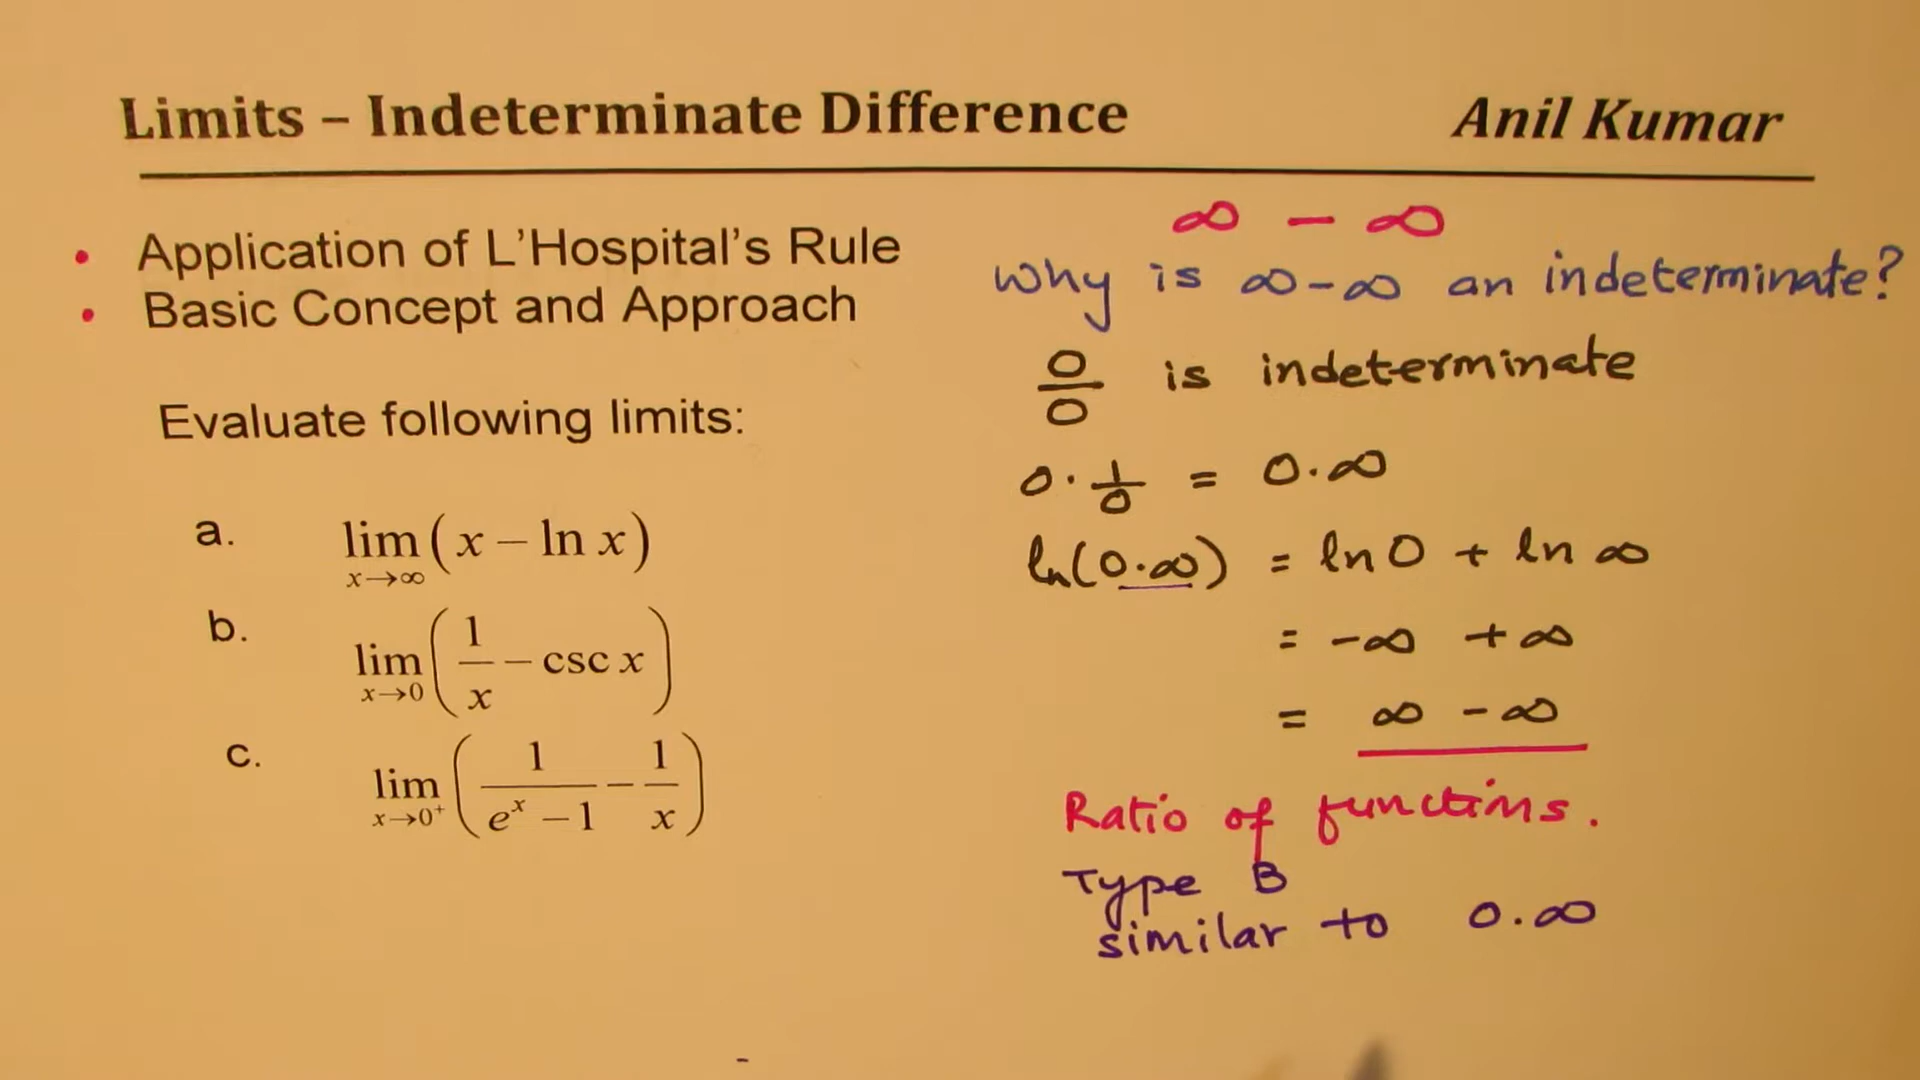 Limits – Indeterminate Difference Anil Kumar
• Application of L’Hospital’s Rule
• Basic Concept and Approach
Evaluate following limits:
a. lim x→∞ (x – ln x)
b. lim x→0 (1/x – csc x)
c. lim x→0⁺ (1/(eˣ – 1) – 1/x)
∞ – ∞
Why is ∞ – ∞ an indeterminate?
0/0 is indeterminate
0 · 1/0 = 0 · ∞
ln(0·∞) = ln 0 + ln ∞
= -∞ + ∞
= ∞ - ∞
Ratio of functions.
Type B
similar to 0.∞